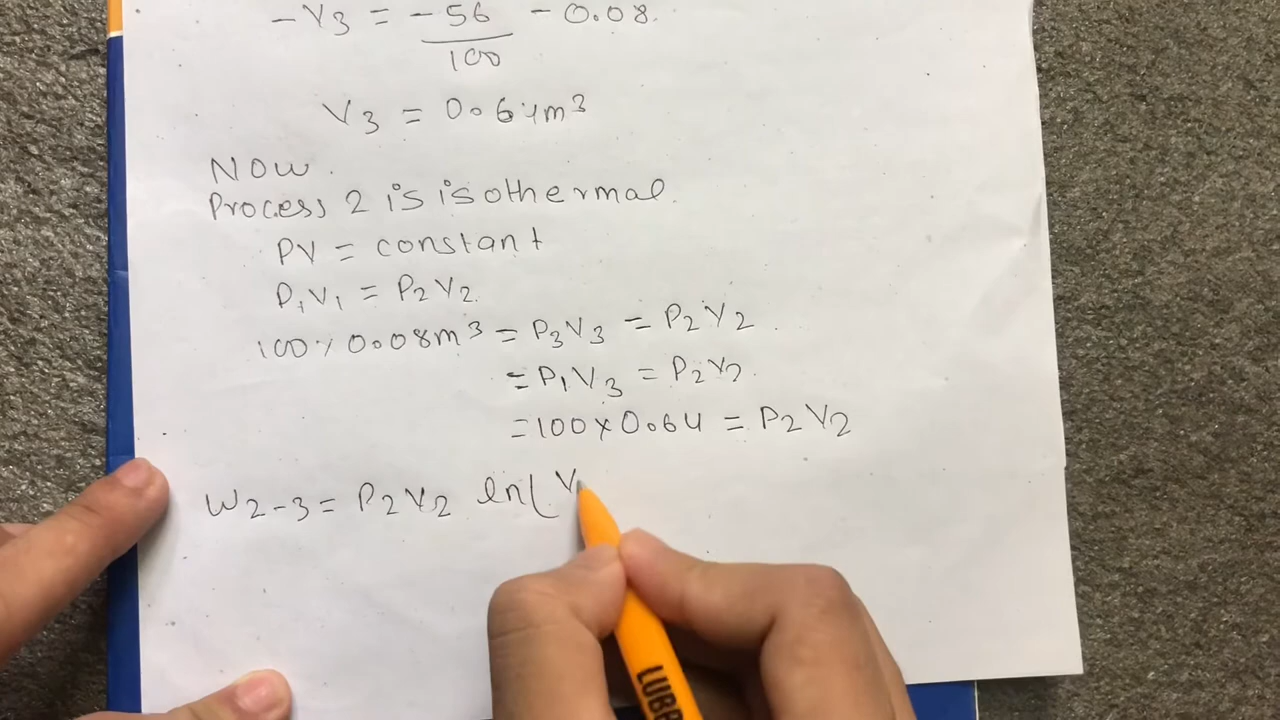 -V3 = -56/100 - 0.08.
V3 = 0.64m³
NOW.
Process 2 is isothermal.
PV = constant
P1V1 = P2V2.
100 × 0.08m³ = P3V3 = P2V2.
= P1V3 = P2V2.
= 100 × 0.64 = P2V2
W2-3 = P2V2 ln( V
LUBA